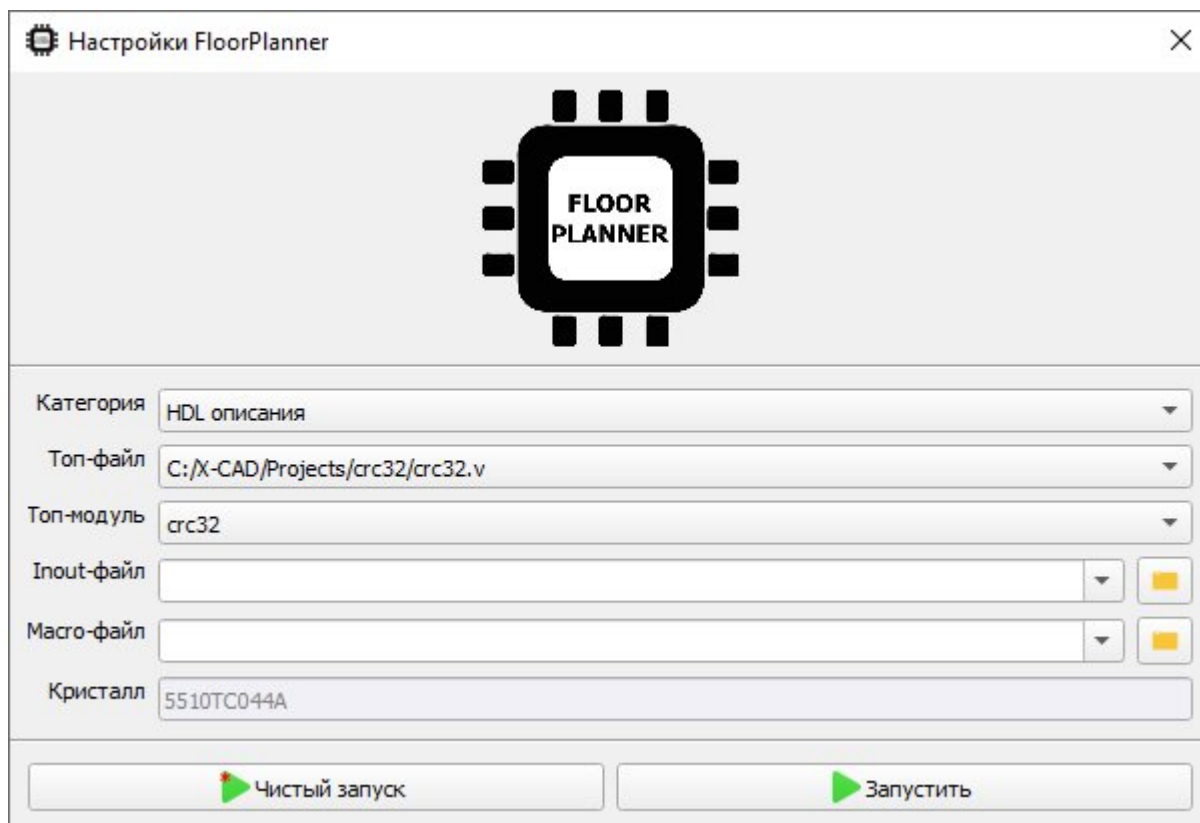 Настройки FloorPlanner
FLOOR
PLANNER
Категория
HDL описания
Топ-файл
C:/X-CAD/Projects/crc32/crc32.v
Топ-модуль
crc32
Inout-файл
Macro-файл
Кристалл
5510TC044A
Чистый запуск
Запустить